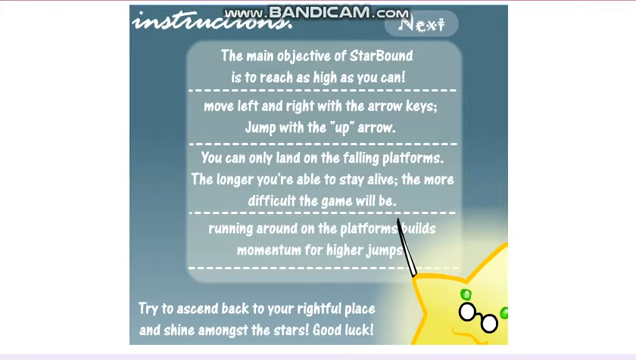 www.BANDICAM.com
instructions.
Next
The main objective of StarBound
is to reach as high as you can!
move left and right with the arrow keys;
Jump with the "up" arrow.
You can only land on the falling platforms.
The longer you're able to stay alive; the more
difficult the game will be.
running around on the platforms builds
momentum for higher jumps
Try to ascend back to your rightful place
and shine amongst the stars! Good luck!